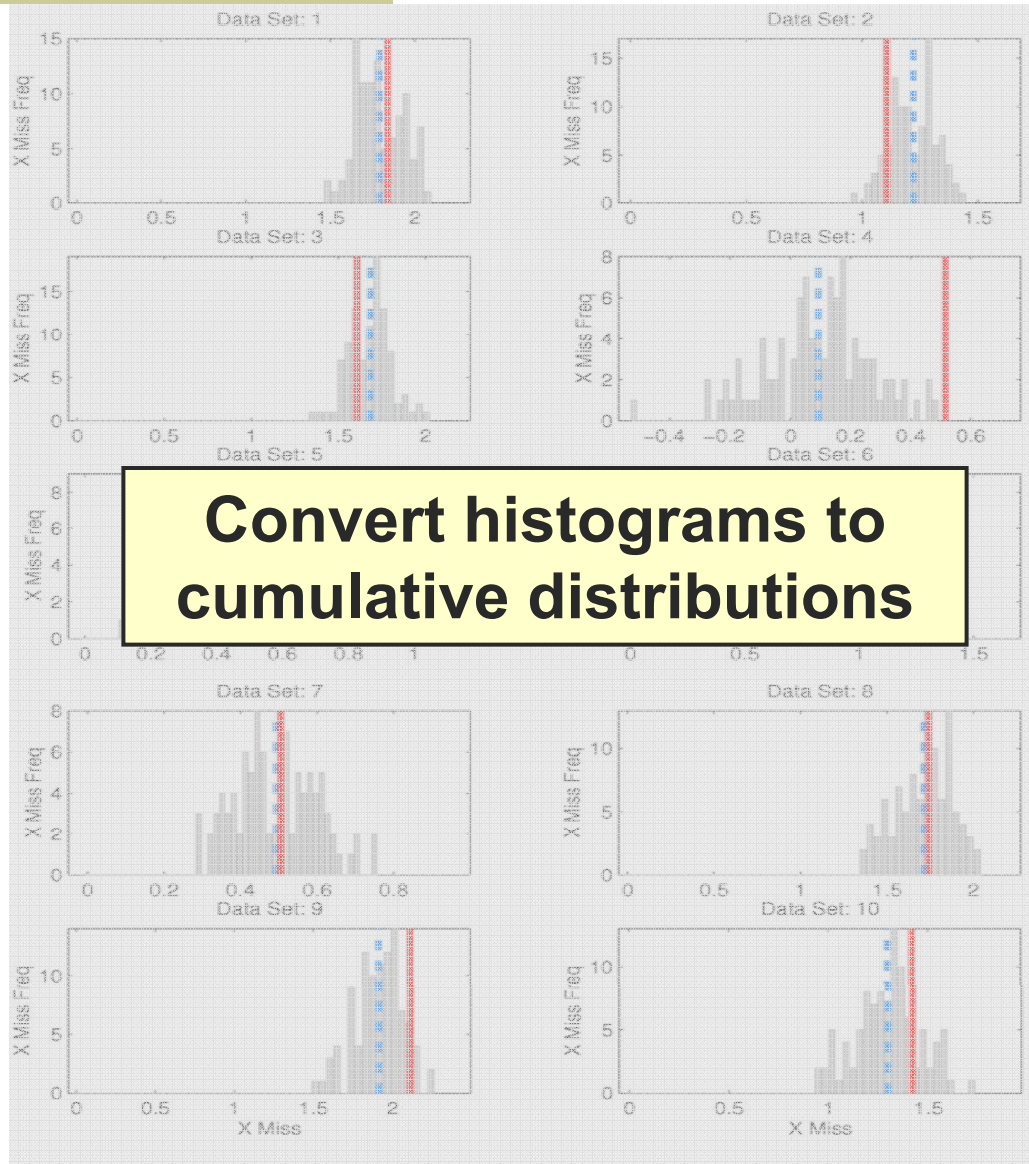 Data Set: 1
Data Set: 2
15
10
5
0
X Miss Freq
0 0.5 1 1.5 2
15
10
5
0
X Miss Freq
0 0.5 1 1.5
Data Set: 3
Data Set: 4
15
10
5
0
X Miss Freq
0 0.5 1 1.5 2
8
6
4
2
0
X Miss Freq
−0.4 −0.2 0 0.2 0.4 0.6
Data Set: 5
Data Set: 6
8
6
4
2
0
X Miss Freq
Convert histograms to
cumulative distributions
0 0.2 0.4 0.6 0.8 1
0 0.5 1 1.5
Data Set: 7
Data Set: 8
8
6
4
2
0
X Miss Freq
0 0.2 0.4 0.6 0.8
10
5
0
X Miss Freq
0 0.5 1 1.5 2
Data Set: 9
Data Set: 10
10
5
0
X Miss Freq
0 0.5 1 1.5 2
X Miss
10
5
0
X Miss Freq
0 0.5 1 1.5
X Miss